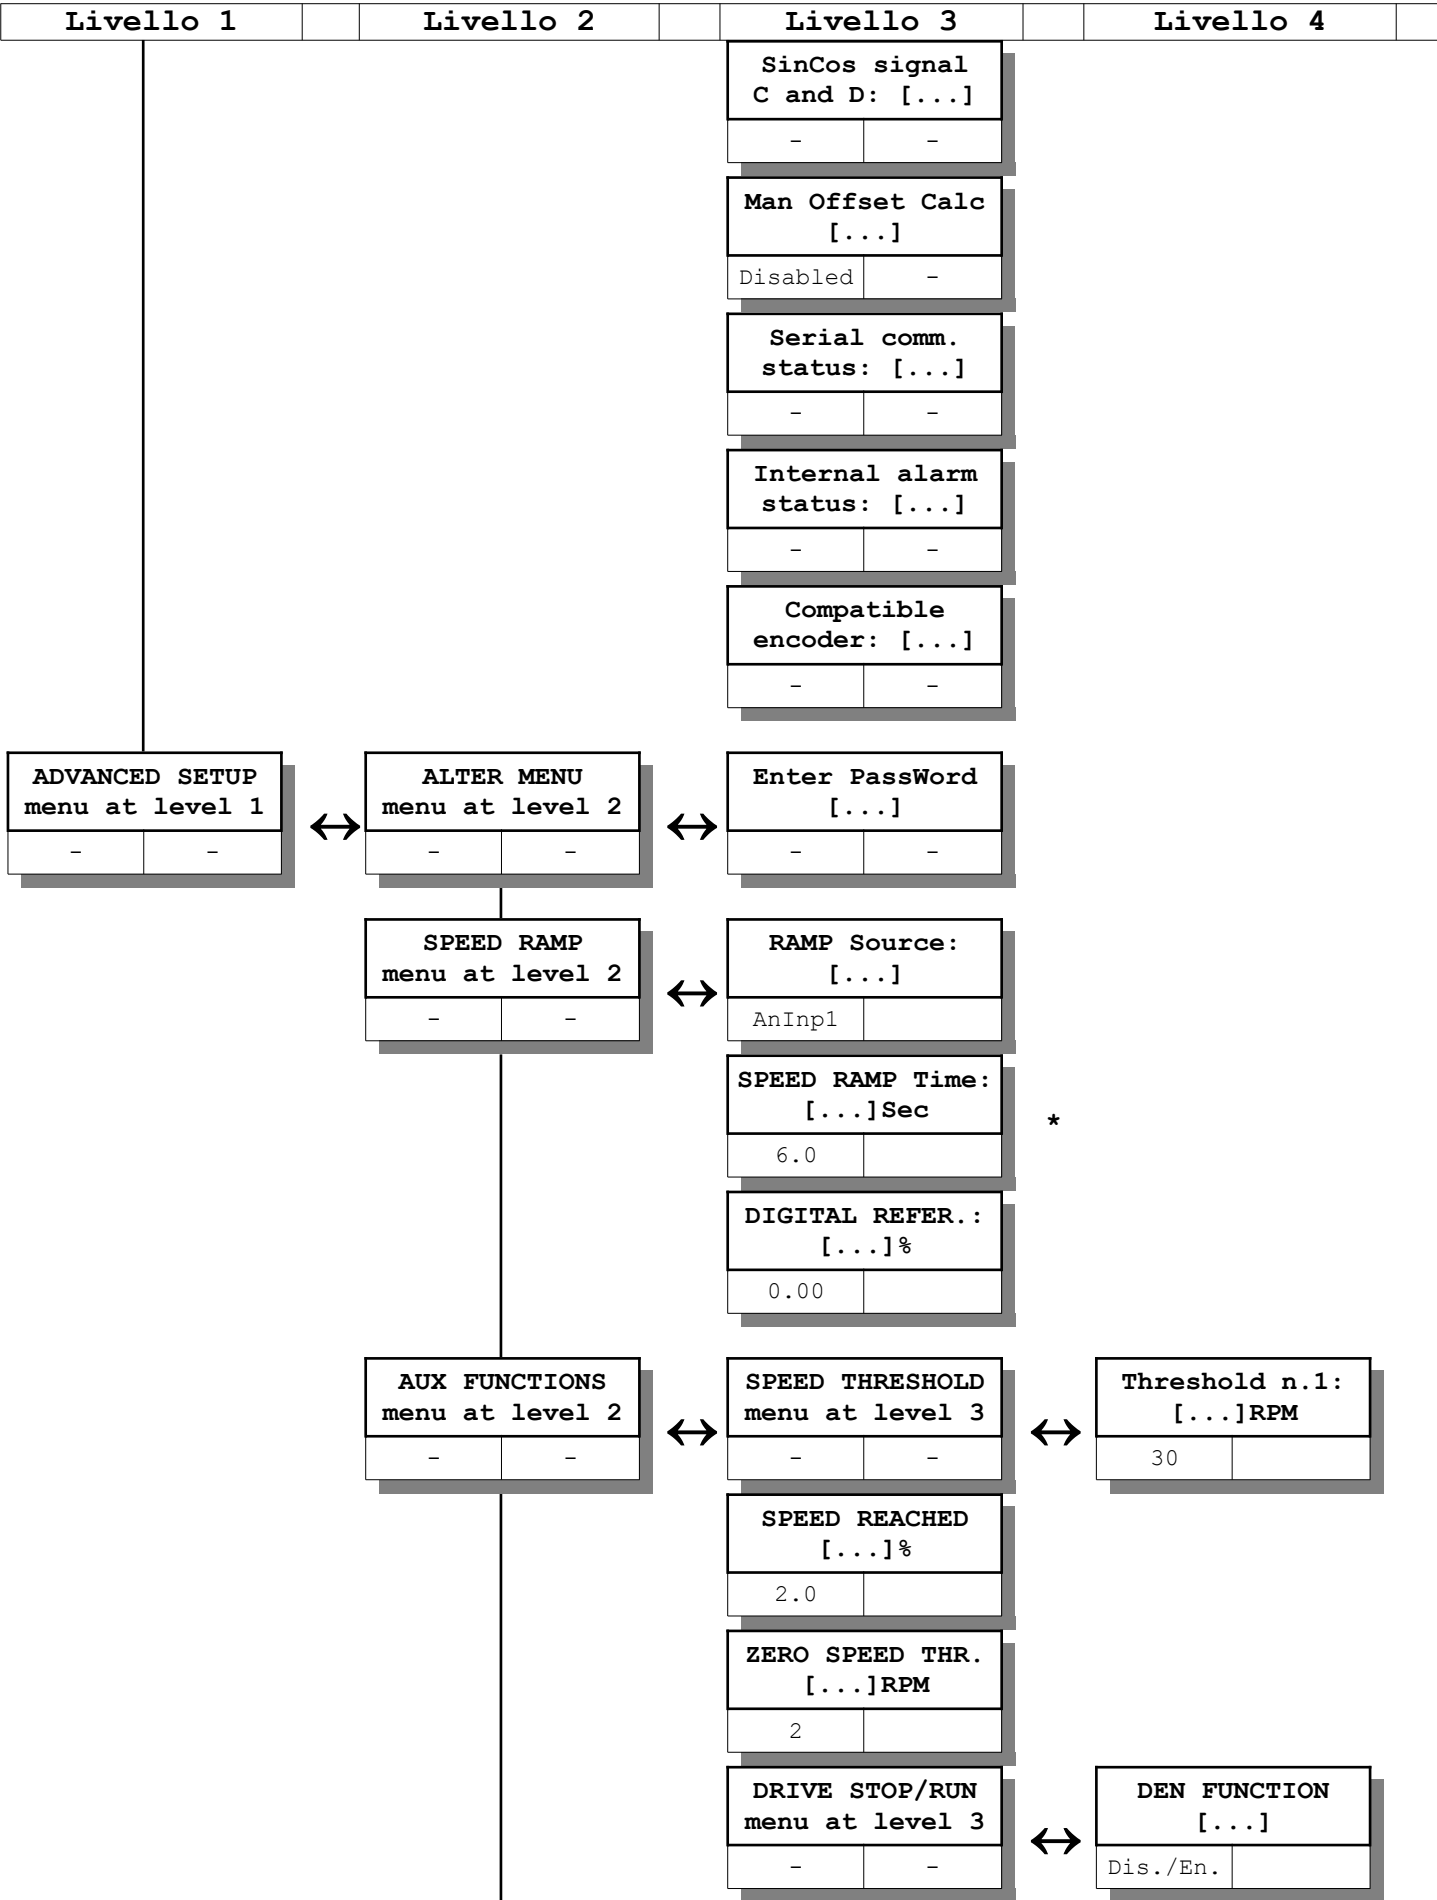 Livello 1 Livello 2 Livello 3 Livello 4
SinCos signal
C and D: [...]
- -
Man Offset Calc
[...]
Disabled -
Serial comm.
status: [...]
- -
Internal alarm
status: [...]
- -
Compatible
encoder: [...]
- -
ADVANCED SETUP
menu at level 1
- -
ALTER MENU
menu at level 2
- -
Enter PassWord
[...]
- -
SPEED RAMP
menu at level 2
- -
RAMP Source:
[...]
AnInp1
SPEED RAMP Time:
[...]Sec
6.0
*
DIGITAL REFER.:
[...]%
0.00
AUX FUNCTIONS
menu at level 2
- -
SPEED THRESHOLD
menu at level 3
- -
Threshold n.1:
[...]RPM
30
SPEED REACHED
[...]%
2.0
ZERO SPEED THR.
[...]RPM
2
DRIVE STOP/RUN
menu at level 3
- -
DEN FUNCTION
[...]
Dis./En.